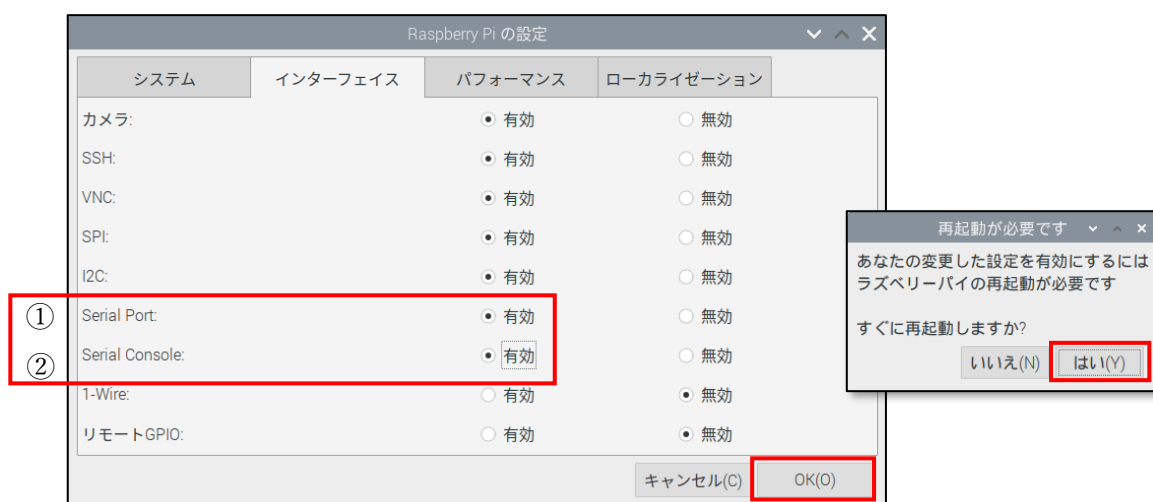 Raspberry Pi の設定
システム インターフェイス パフォーマンス ローカライゼーション
カメラ: 有効 無効
SSH: 有効 無効
VNC: 有効 無効
SPI: 有効 無効
I2C: 有効 無効
① Serial Port: 有効 無効
② Serial Console: 有効 無効
1-Wire: 有効 無効
リモートGPIO: 有効 無効
キャンセル(C) OK(O)
再起動が必要です
あなたの変更した設定を有効にするには
ラズベリーパイの再起動が必要です
すぐに再起動しますか?
いいえ(N) はい(Y)